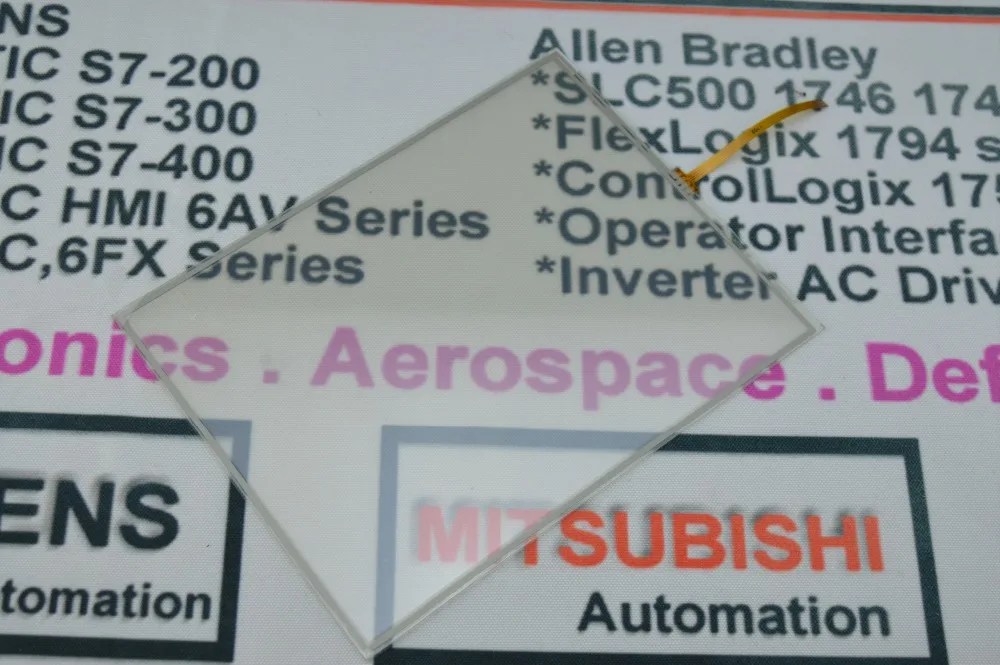 NS
TIC S7-200
IC S7-300
IC S7-400
C HMI 6AV Series
C,6FX Series
Allen Bradley
*SLC500 1746 174
*FlexLogix 1794 s
*ControlLogix 175
*Operator Interfa
*Inverter AC Driv
onics . Aerospace . Def
ENS
tomation
MITSUBISHI
Automation